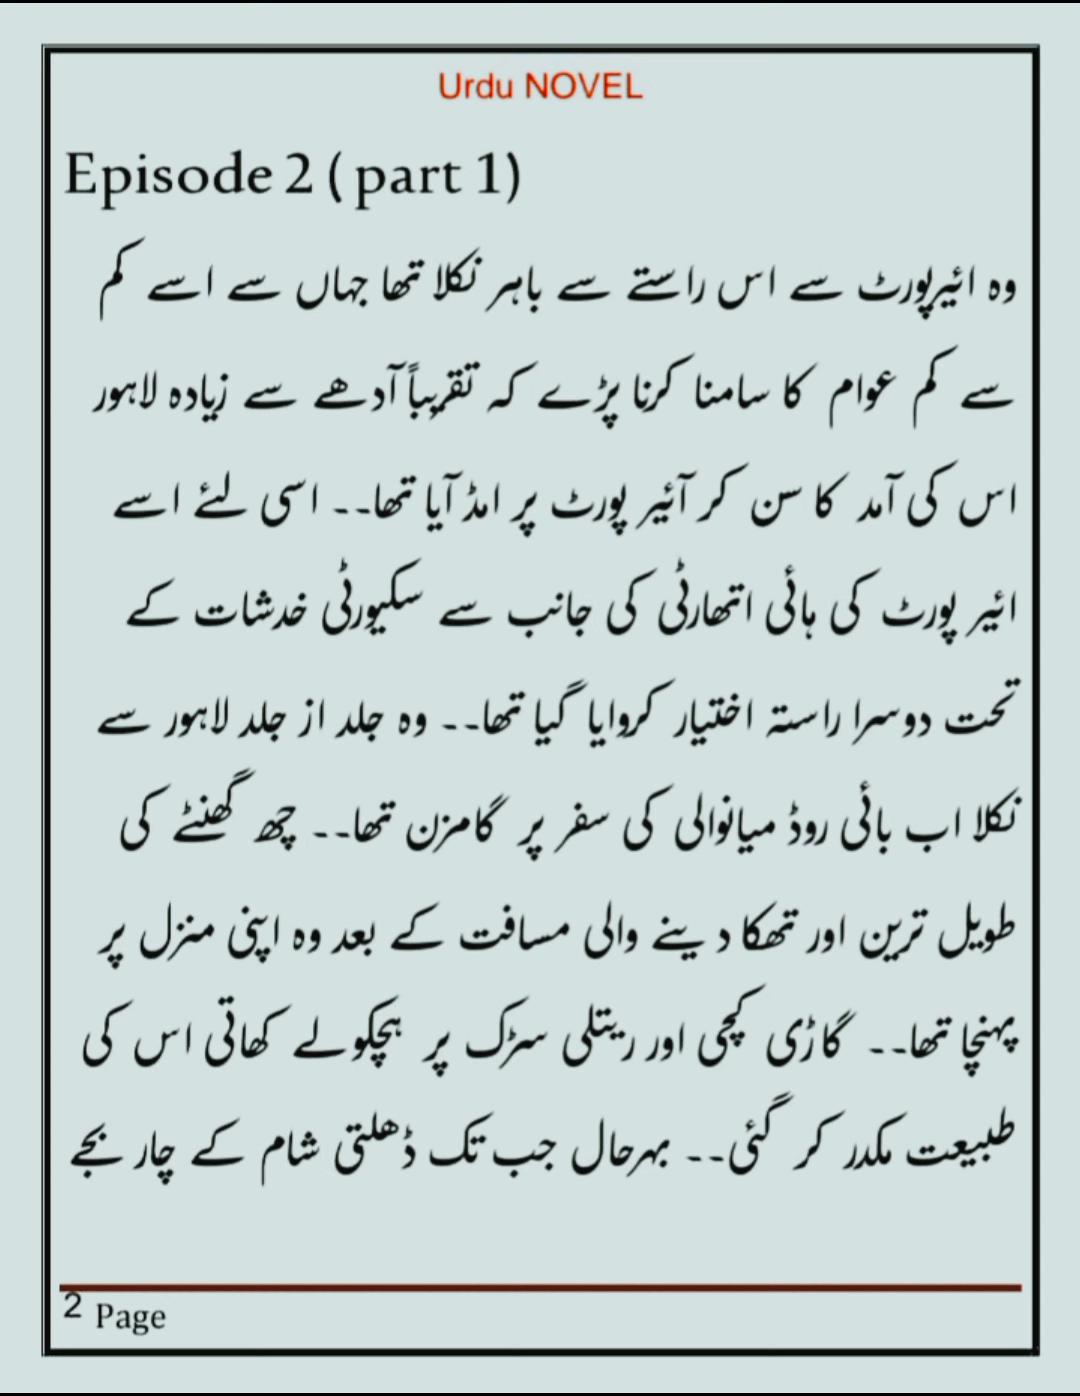 Urdu NOVEL
Episode 2 ( part 1)
وہ ائیرپورٹ سے اس راستے سے باہر نکلا تھا جہاں سے اسے کم
سے کم عوام کا سامنا کرنا پڑے کہ تقریباً آدھے سے زیادہ لاہور
اس کی آمد کا سن کر آئیر پورٹ پر امڈ آیا تھا۔۔ اسی لئے اسے
ائیر پورٹ کی ہائی اتھارٹی کی جانب سے سکیورٹی خدشات کے
تحت دوسرا راستہ اختیار کروایا گیا تھا۔۔ وہ جلد از جلد لاہور سے
نکلا اب بائی روڈ میانوالی کی سفر پر گامزن تھا۔۔ چھ گھنٹے کی
طویل ترین اور تھکا دینے والی مسافت کے بعد وہ اپنی منزل پر
پہنچا تھا۔۔ گاڑی کچی اور ریتلی سڑک پر ہچکولے کھاتی اس کی
طبیعت مکدر کر گئی۔۔ بہرحال جب تک ڈھلتی شام کے چار بجے
2 Page